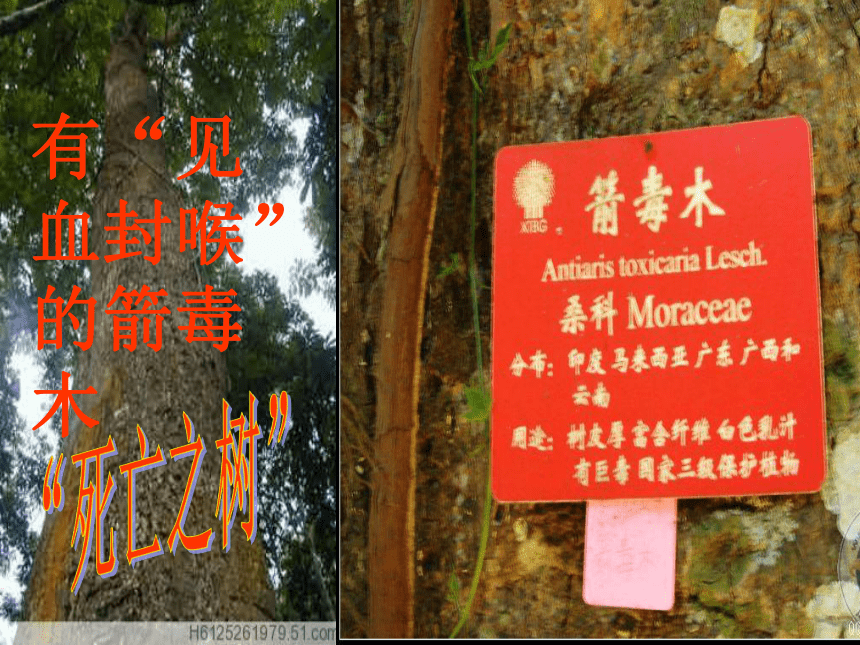 有“见
血封喉”
的箭毒
木
“死亡之树”
H6125261979.51.com
XTBG
箭毒木
Antiaris toxicaria Lesch.
桑科 Moraceae
分布：印度 马来西亚 广东 广西和
云南
用途：树皮厚 富含纤维 白色乳汁
有巨毒 国家三级保护植物